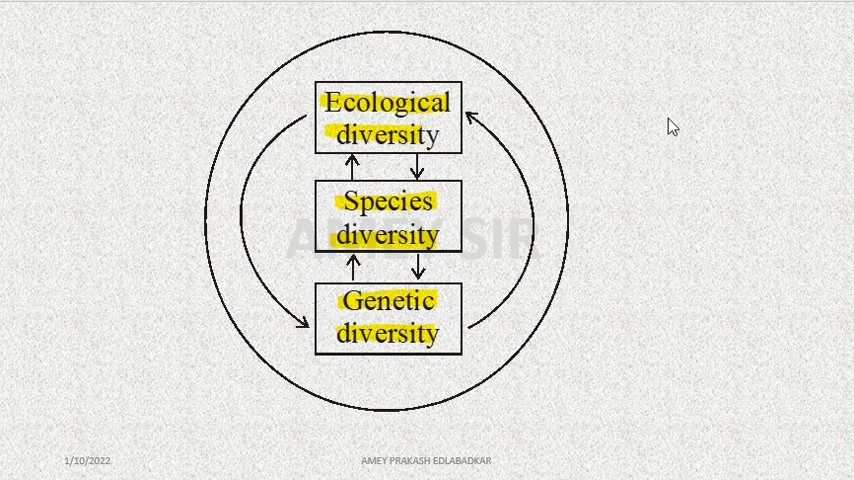 Ecological
diversity
Species
diversity
AMEY SIR
Genetic
diversity
1/10/2022
AMEY PRAKASH EDLABADKAR